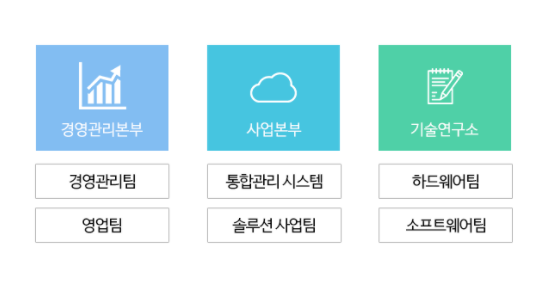 경영관리본부
경영관리팀
영업팀
사업본부
통합관리 시스템
솔루션 사업팀
기술연구소
하드웨어팀
소프트웨어팀